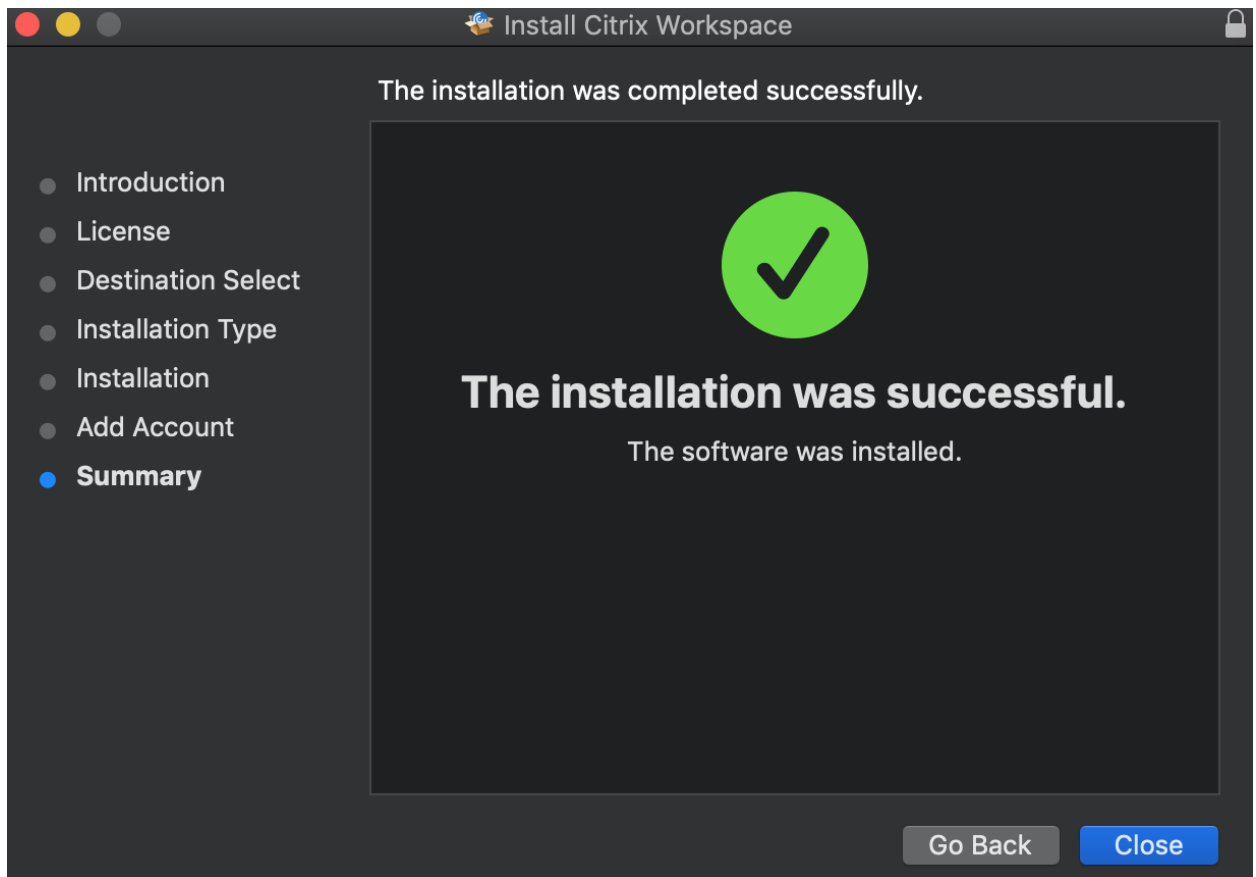 Install Citrix Workspace
The installation was completed successfully.
Introduction
License
Destination Select
Installation Type
Installation
Add Account
Summary
The installation was successful.
The software was installed.
Go Back
Close